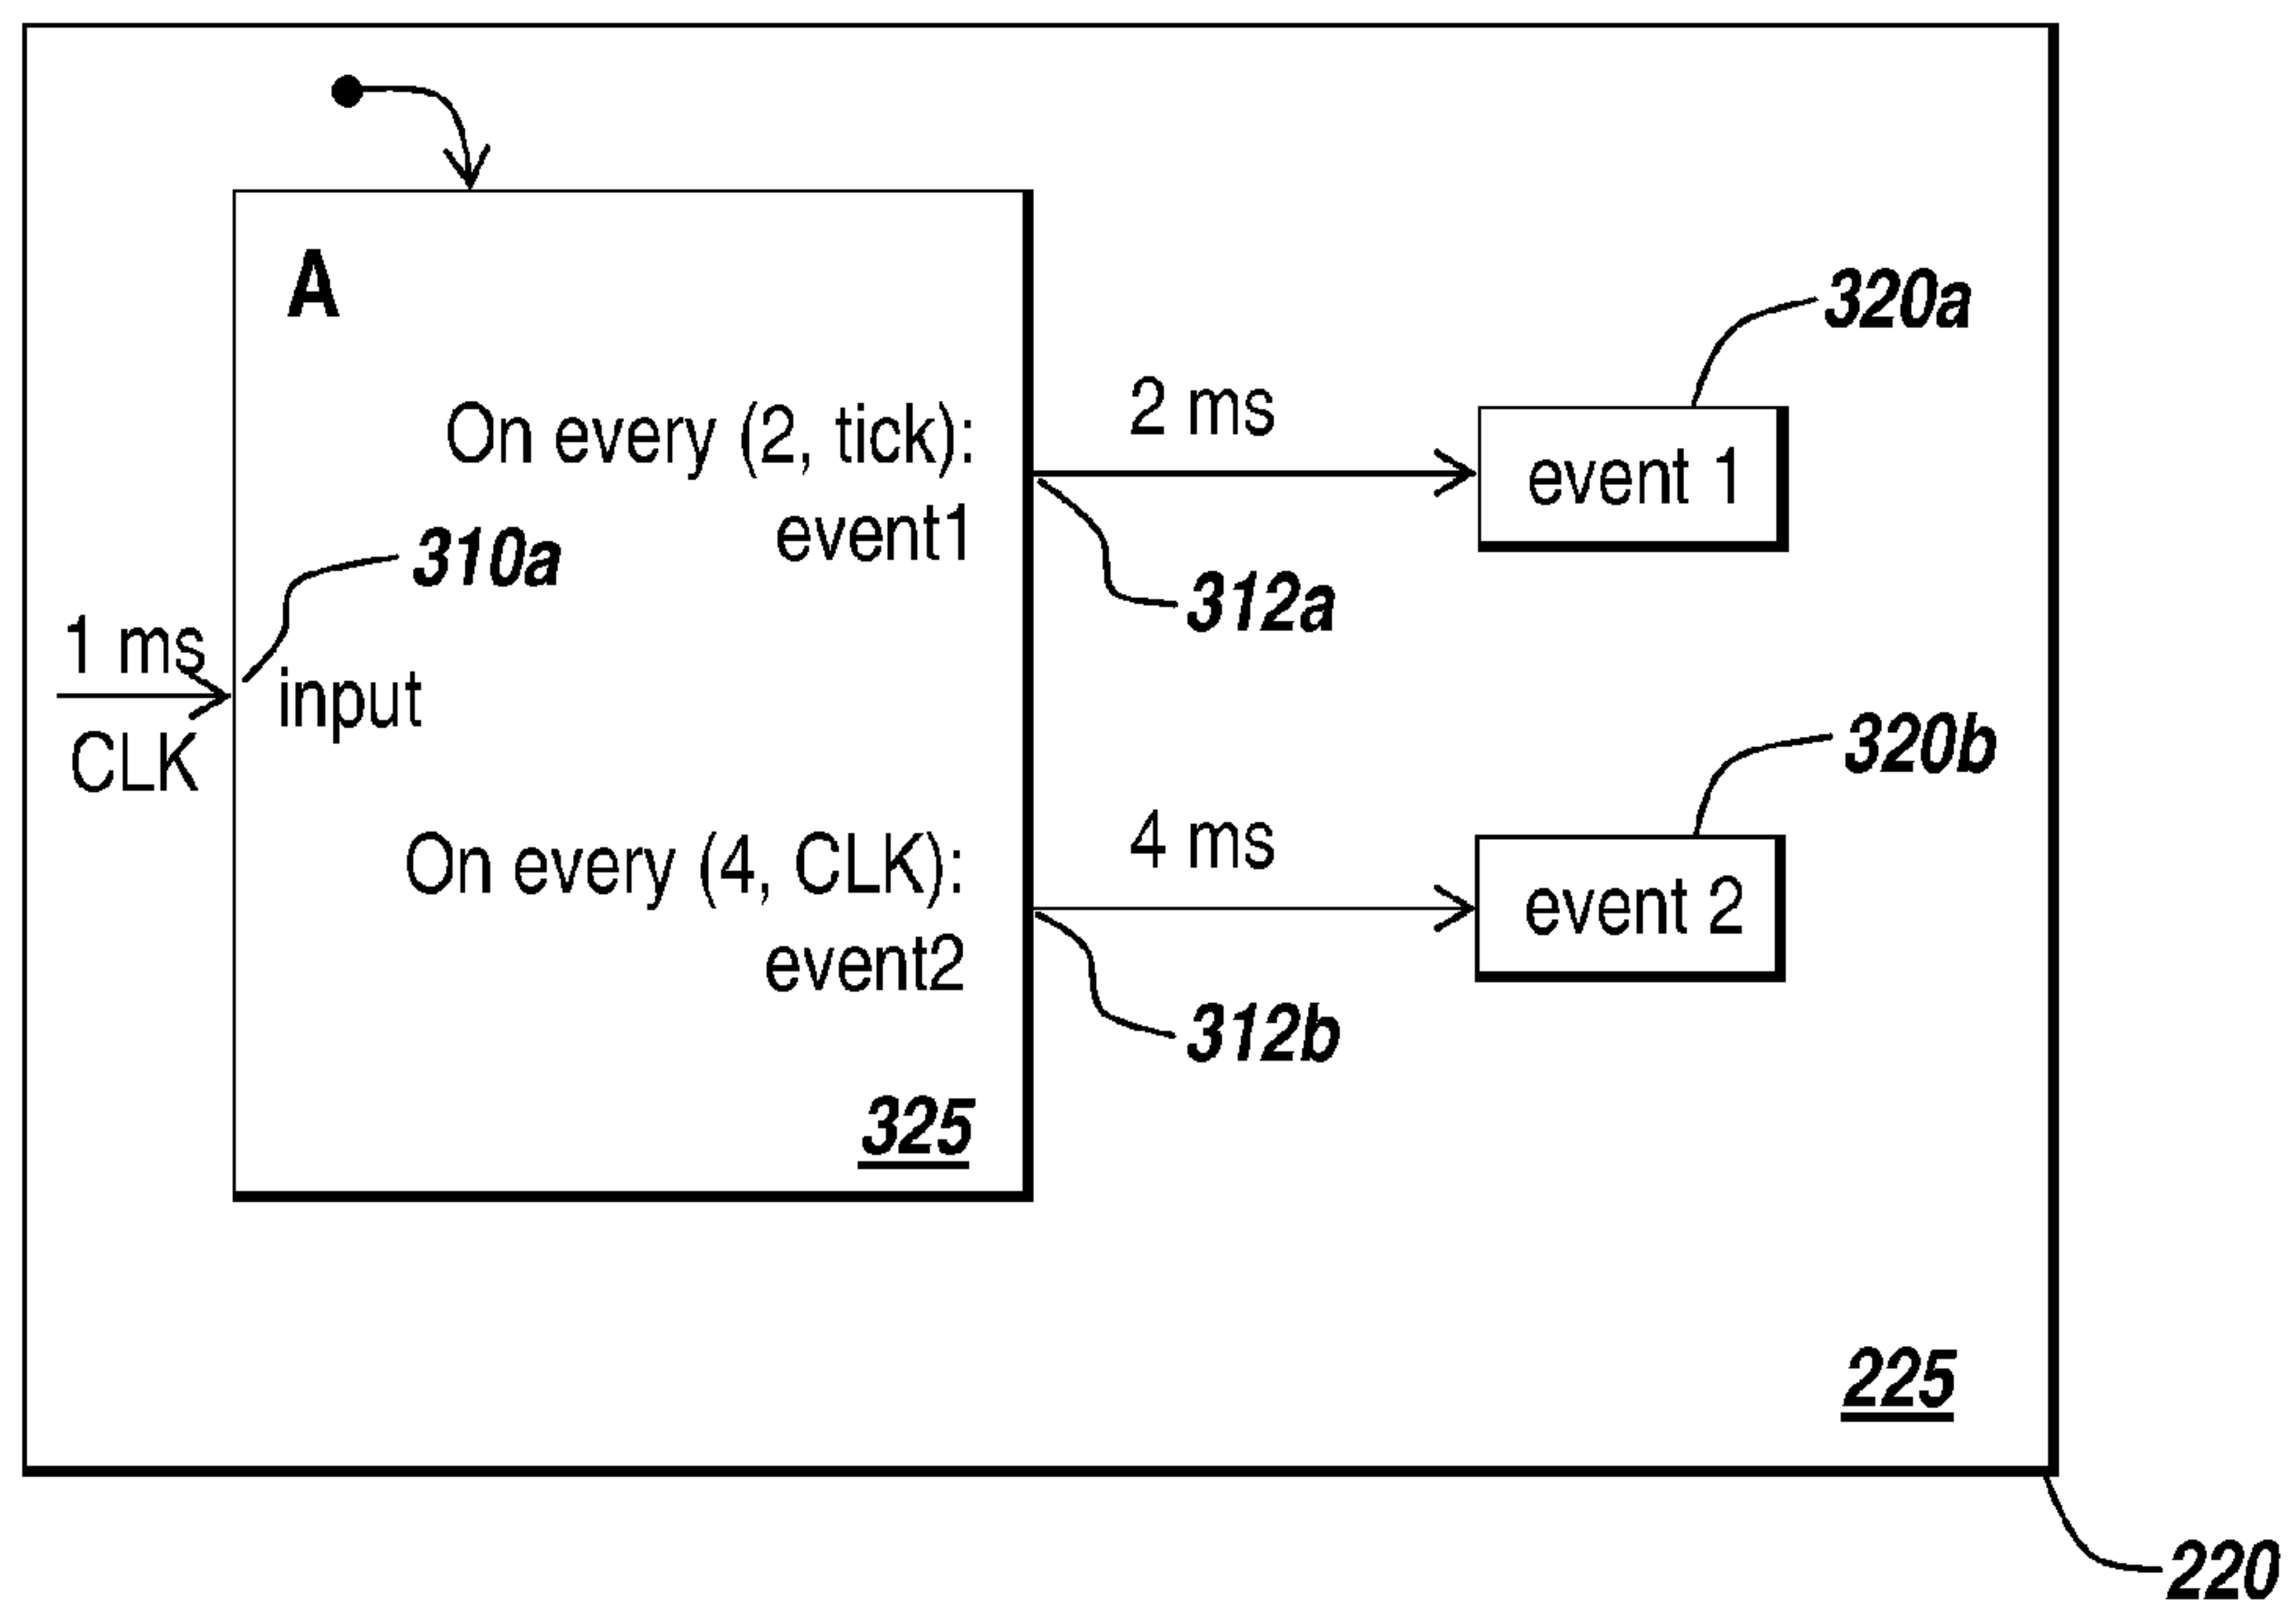 A
320a
On every (2, tick):
event1
2 ms
event 1
310a
312a
1 ms
CLK
input
320b
On every (4, CLK):
event2
4 ms
event 2
312b
325
225
220